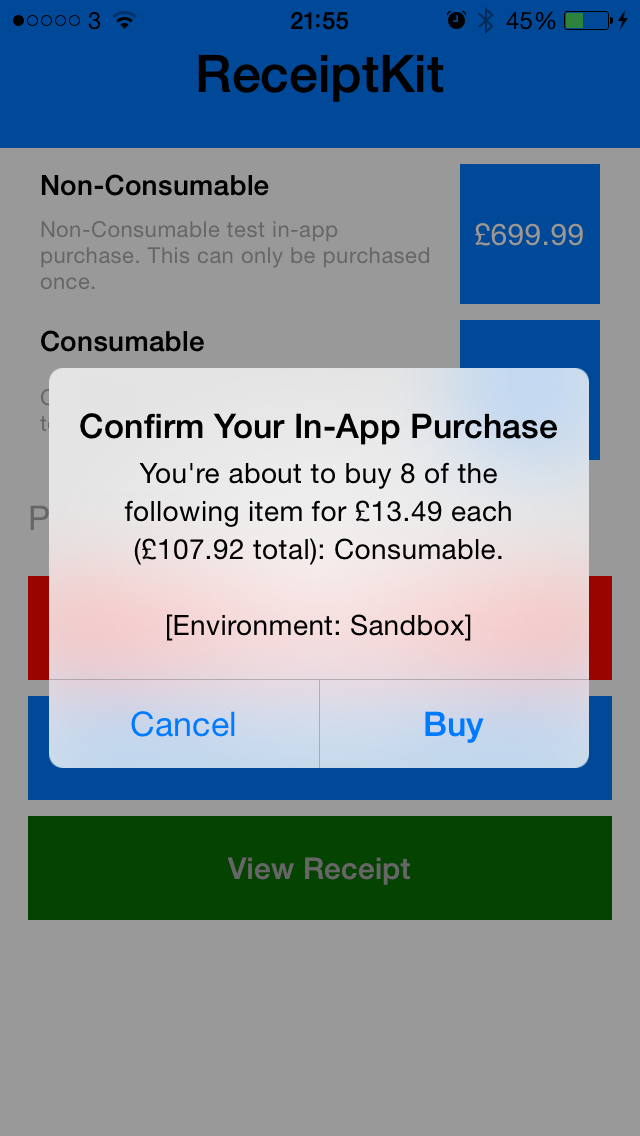 3 21:55 45%
ReceiptKit
Non-Consumable
Non-Consumable test in-app
purchase. This can only be purchased
once.
£699.99
Consumable
Confirm Your In-App Purchase
You're about to buy 8 of the
following item for £13.49 each
(£107.92 total): Consumable.
[Environment: Sandbox]
Cancel
Buy
View Receipt